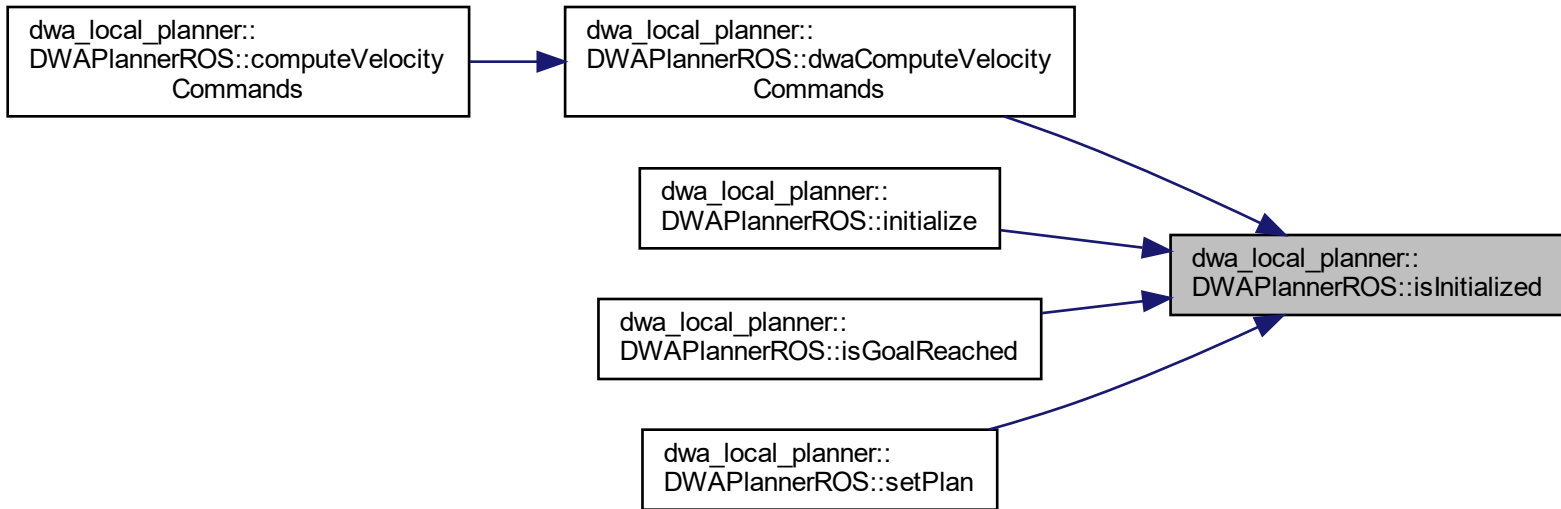 dwa_local_planner::
DWAPlannerROS::computeVelocity
Commands
dwa_local_planner::
DWAPlannerROS::dwaComputeVelocity
Commands
dwa_local_planner::
DWAPlannerROS::initialize
dwa_local_planner::
DWAPlannerROS::isInitialized
dwa_local_planner::
DWAPlannerROS::isGoalReached
dwa_local_planner::
DWAPlannerROS::setPlan